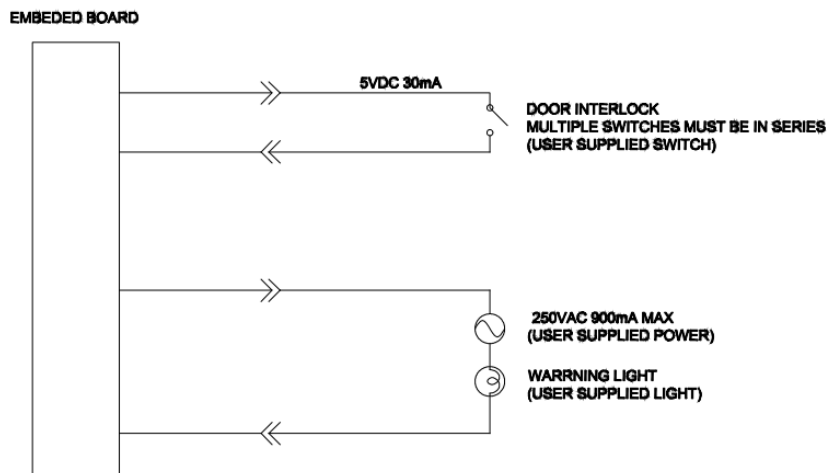 EMBEDED BOARD
5VDC 30mA
DOOR INTERLOCK
MULTIPLE SWITCHES MUST BE IN SERIES
(USER SUPPLIED SWITCH)
250VAC 900mA MAX
(USER SUPPLIED POWER)
WARRNING LIGHT
(USER SUPPLIED LIGHT)